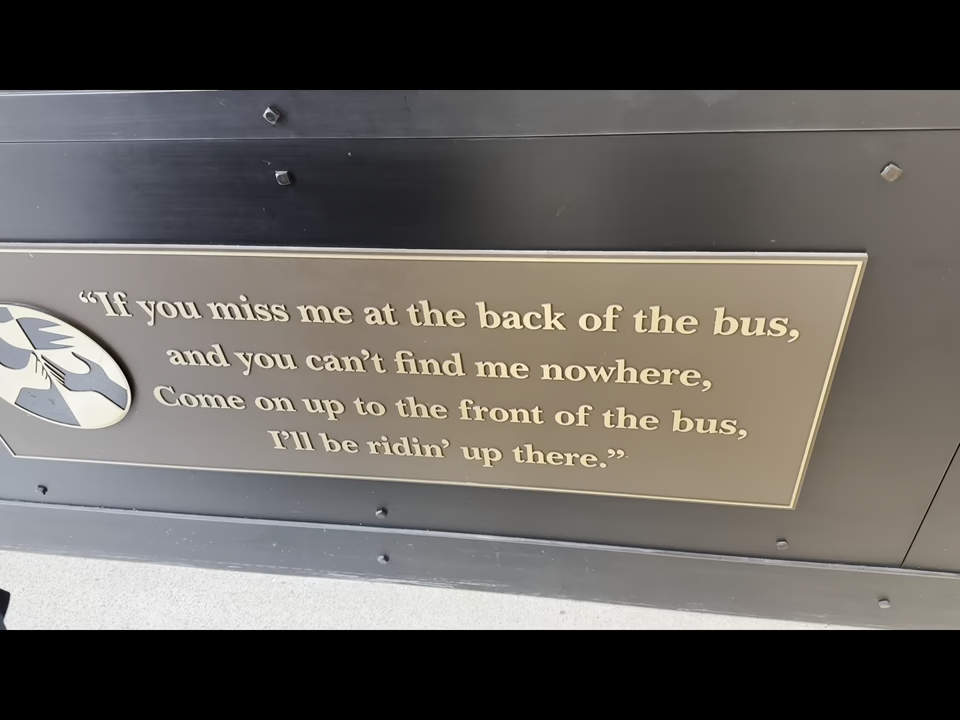 “If you miss me at the back of the bus,
and you can’t find me nowhere,
Come on up to the front of the bus,
I’ll be ridin’ up there.”